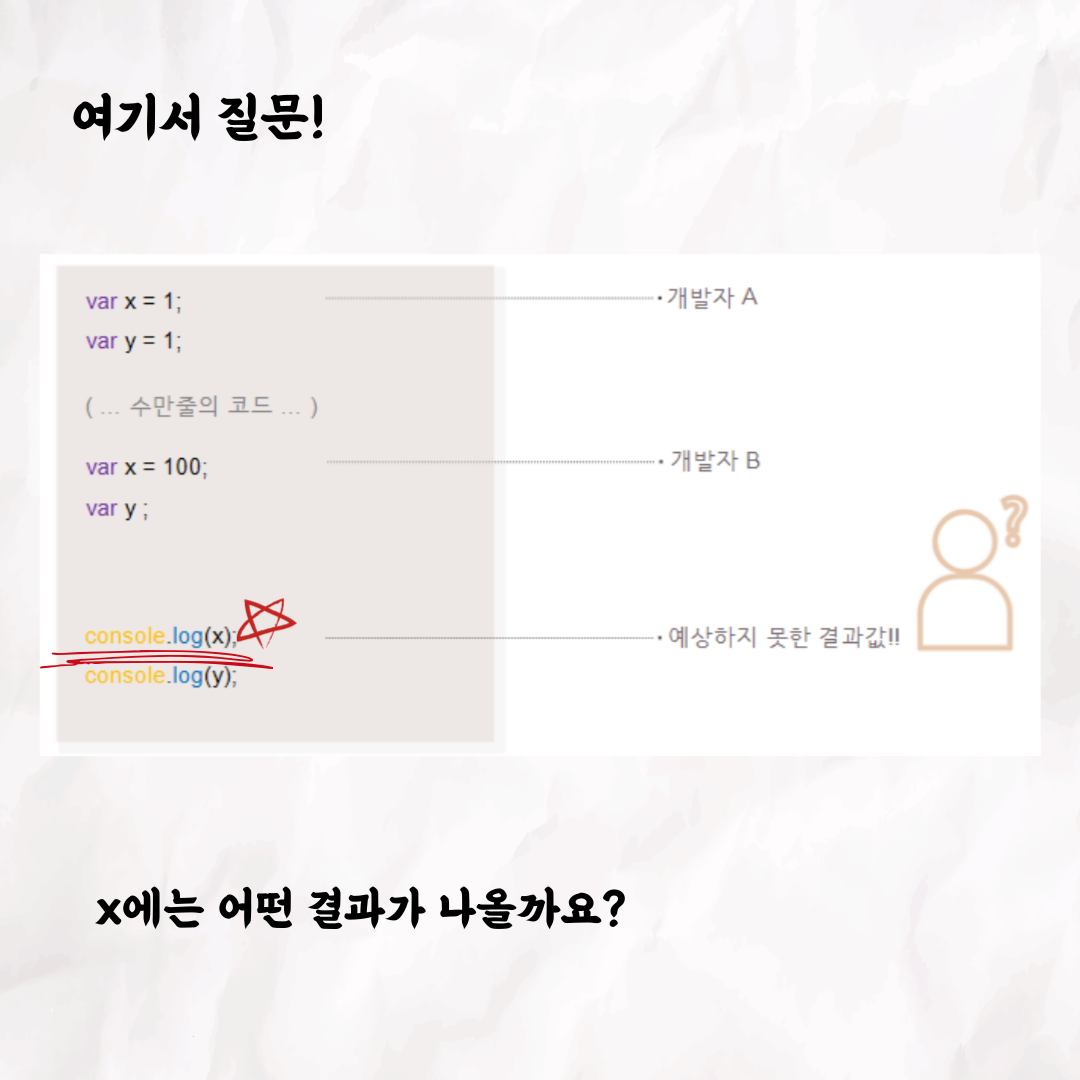 여기서 질문!
var x = 1;
• 개발자 A
var y = 1;
( ... 수만줄의 코드 ... )
var x = 100;
• 개발자 B
var y ;
?
console.log(x);
• 예상하지 못한 결과값!!
console.log(y);
x에는 어떤 결과가 나올까요?